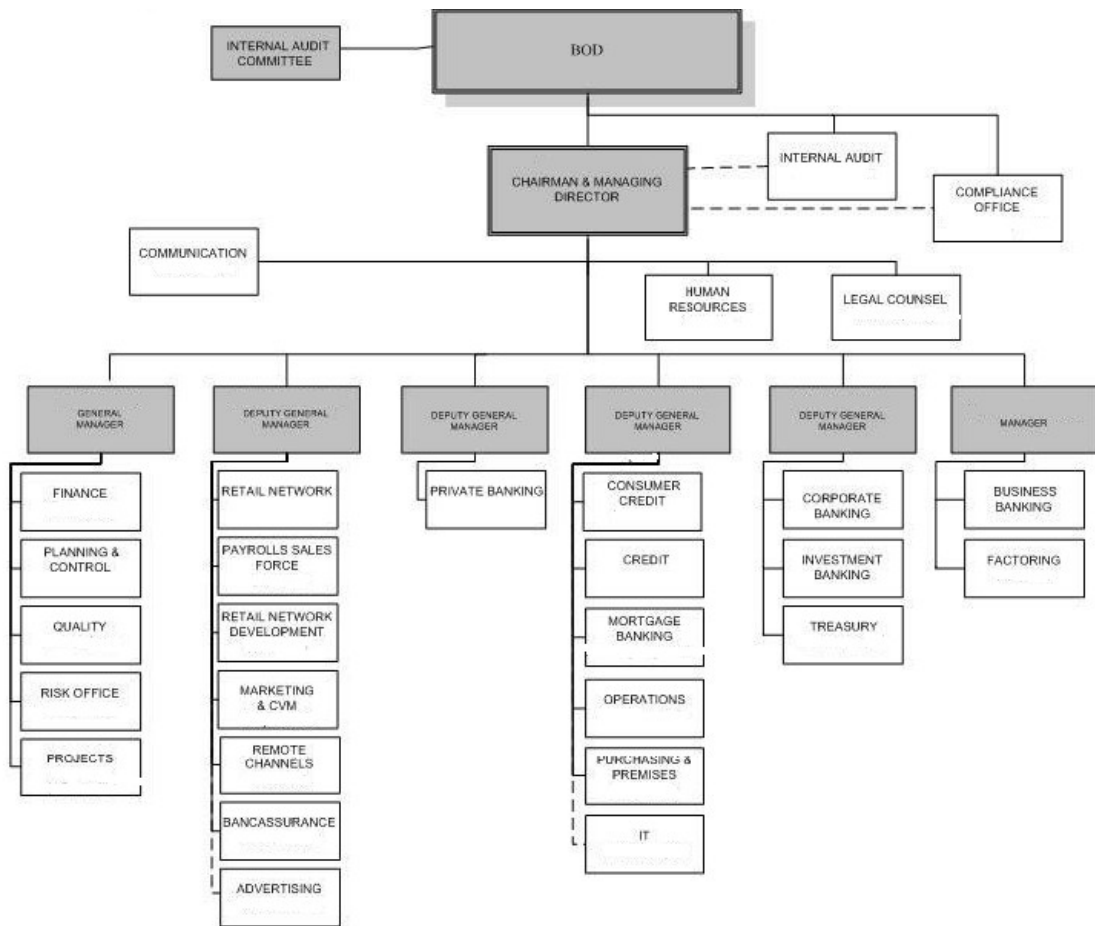 INTERNAL AUDIT
COMMITTEE
BOD
INTERNAL AUDIT
CHAIRMAN & MANAGING
DIRECTOR
COMPLIANCE
OFFICE
COMMUNICATION
HUMAN
RESOURCES
LEGAL COUNSEL
GENERAL
MANAGER
DEPUTY GENERAL
MANAGER
DEPUTY GENERAL
MANAGER
DEPUTY GENERAL
MANAGER
DEPUTY GENERAL
MANAGER
MANAGER
FINANCE
PLANNING &
CONTROL
QUALITY
RISK OFFICE
PROJECTS
RETAIL NETWORK
PAYROLLS SALES
FORCE
RETAIL NETWORK
DEVELOPMENT
MARKETING
& CVM
REMOTE
CHANNELS
BANCASSURANCE
ADVERTISING
PRIVATE BANKING
CONSUMER
CREDIT
CREDIT
MORTGAGE
BANKING
OPERATIONS
PURCHASING &
PREMISES
IT
CORPORATE
BANKING
INVESTMENT
BANKING
TREASURY
BUSINESS
BANKING
FACTORING